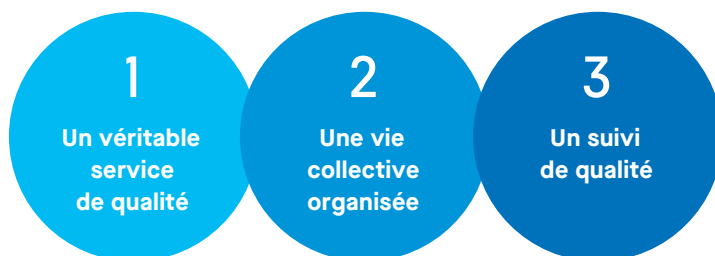 1
Un véritable
service
de qualité
2
Une vie
collective
organisée
3
Un suivi
de qualité